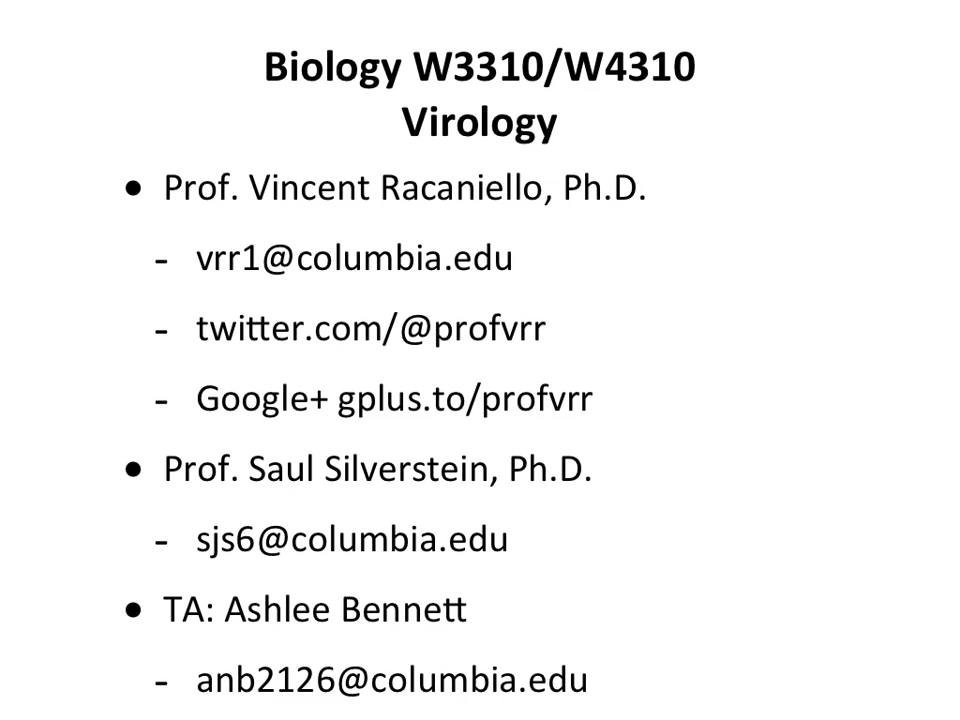 Biology W3310/W4310
Virology
• Prof. Vincent Racaniello, Ph.D.
- vrr1@columbia.edu
- twitter.com/@profvrr
- Google+ gplus.to/profvrr
• Prof. Saul Silverstein, Ph.D.
- sjs6@columbia.edu
• TA: Ashlee Bennett
- anb2126@columbia.edu